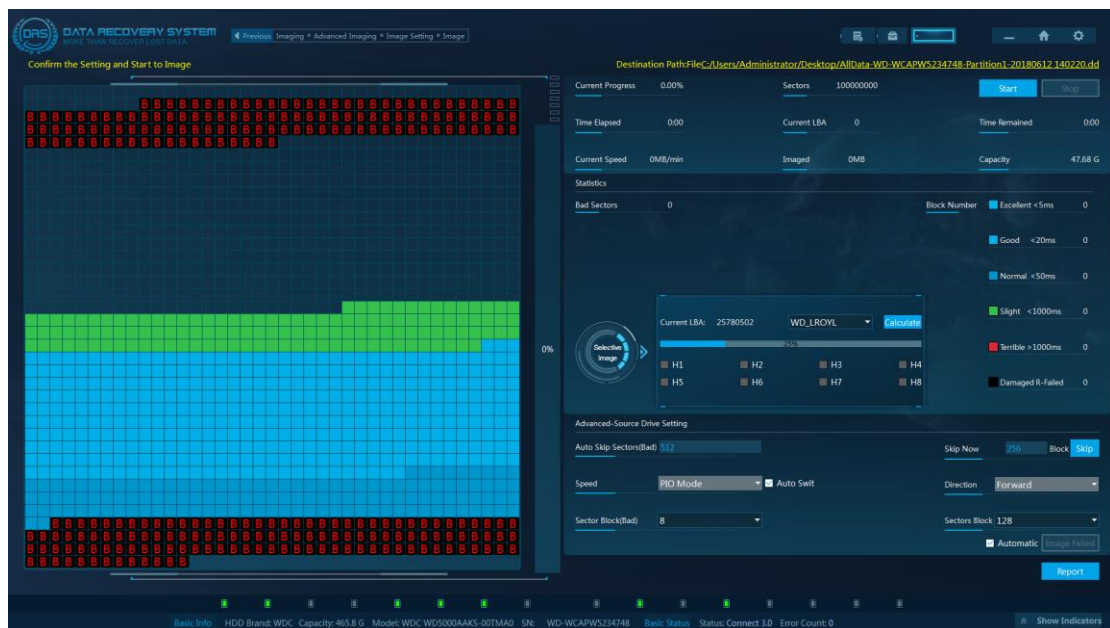 DRS DATA RECOVERY SYSTEM
MORE THAN RECOVER LOST DATA
Previous Imaging * Advanced Imaging * Image Setting * Image
Confirm the Setting and Start to Image
Destination Path:FileC:/Users/Administrator/Desktop/AllData-WD-WCAPW5234748-Partition1-20180612 140220.dd
Current Progress 0.00% Sectors 100000000 Start Stop
Time Elapsed 0:00 Current LBA 0 Time Remained 0:00
Current Speed 0MB/min Imaged 0MB Capacity 47.68 G
Statistics
Bad Sectors 0 Block Number Excellent <5ms 0
Good <20ms 0
Normal <50ms 0
Slight <1000ms 0
Terrible >1000ms 0
Damaged R-Failed 0
0%
Selective Image
Current LBA: 25780502 WD_LROYL Calculate
25%
H1 H2 H3 H4
H5 H6 H7 H8
Advanced-Source Drive Setting
Auto Skip Sectors(Bad) 512 Skip Now 256 Block Skip
Speed PIO Mode Auto Swit Direction Forward
Sector Block(Bad) 8 Sectors Block 128
Automatic Image Failed
Report
Basic Info HDD Brand: WDC Capacity: 465.8 G Model: WDC WD5000AAKS-00TMA0 SN: WD-WCAPW5234748 Basic Status Status: Connect 3.0 Error Count: 0 Show Indicators